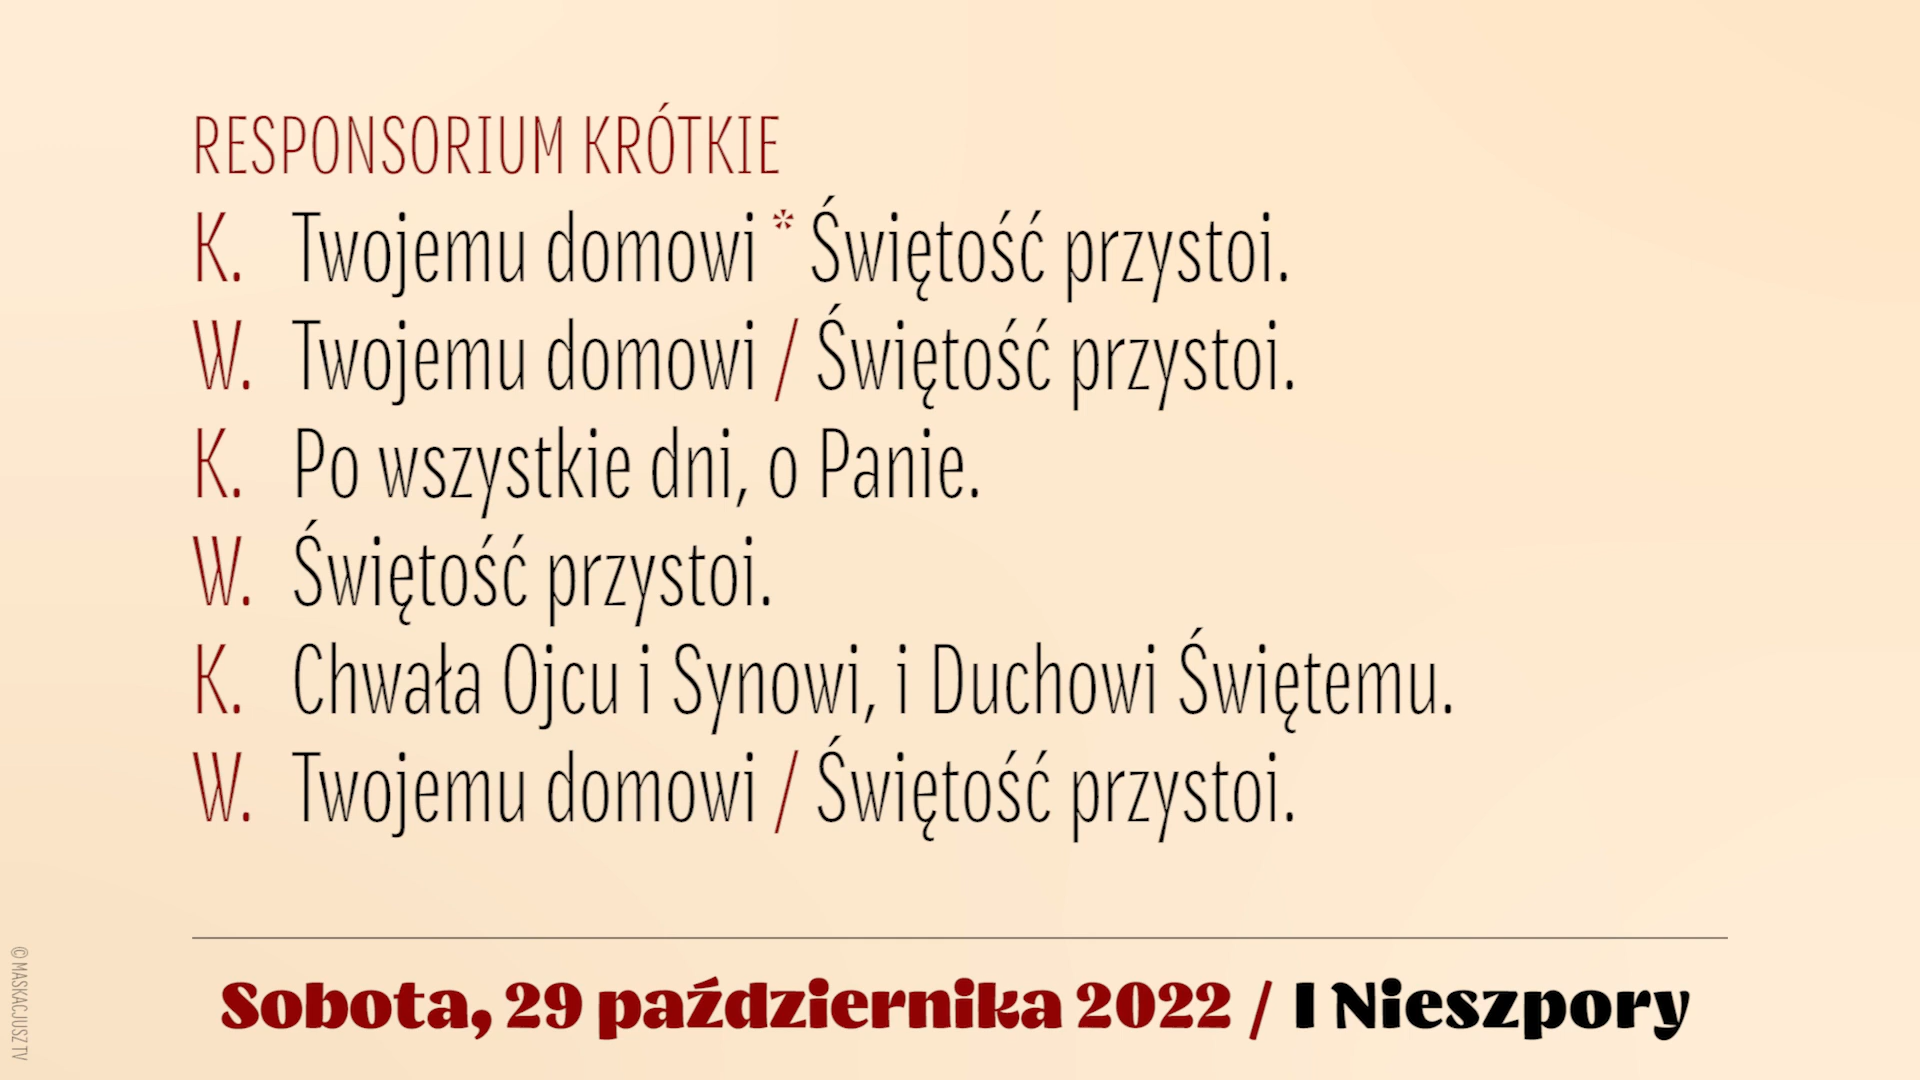 RESPONSORIUM KRÓTKIE
K. Twojemu domowi * Świętość przystoi.
W. Twojemu domowi / Świętość przystoi.
K. Po wszystkie dni, o Panie.
W. Świętość przystoi.
K. Chwała Ojcu i Synowi, i Duchowi Świętemu.
W. Twojemu domowi / Świętość przystoi.
Sobota, 29 października 2022 / I Nieszpory
© MASKACJUSZ TV